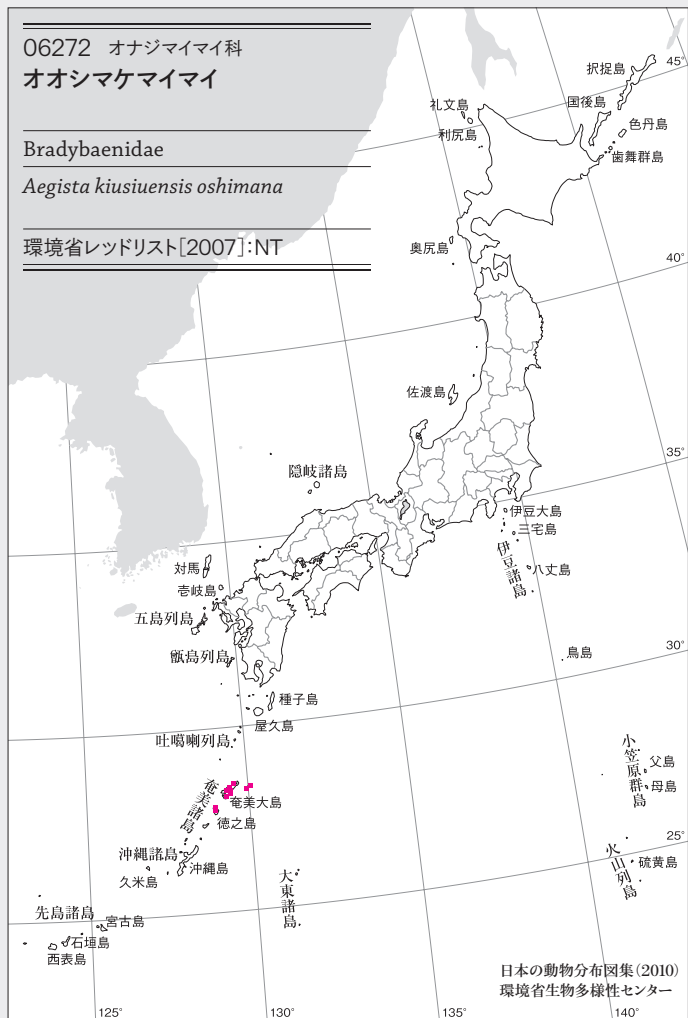 06272 オナジマイマイ科
オオシマケマイマイ
Bradybaenidae
Aegista kiusiuensis oshimana
環境省レッドリスト[2007]:NT
択捉島
45°
礼文島
国後島
利尻島
色丹島
歯舞群島
奥尻島
40°
佐渡島
35°
隠岐諸島
伊豆大島
三宅島
伊豆諸島
八丈島
対馬
壱岐島
五島列島
甑島列島
鳥島
30°
種子島
屋久島
吐噶喇列島
小笠原群島
父島
母島
奄美諸島
奄美大島
徳之島
25°
沖縄諸島
沖縄島
久米島
大東諸島
火山列島
硫黄島
先島諸島
宮古島
石垣島
西表島
日本の動物分布図集(2010)
環境省生物多様性センター
125°
130°
135°
140°